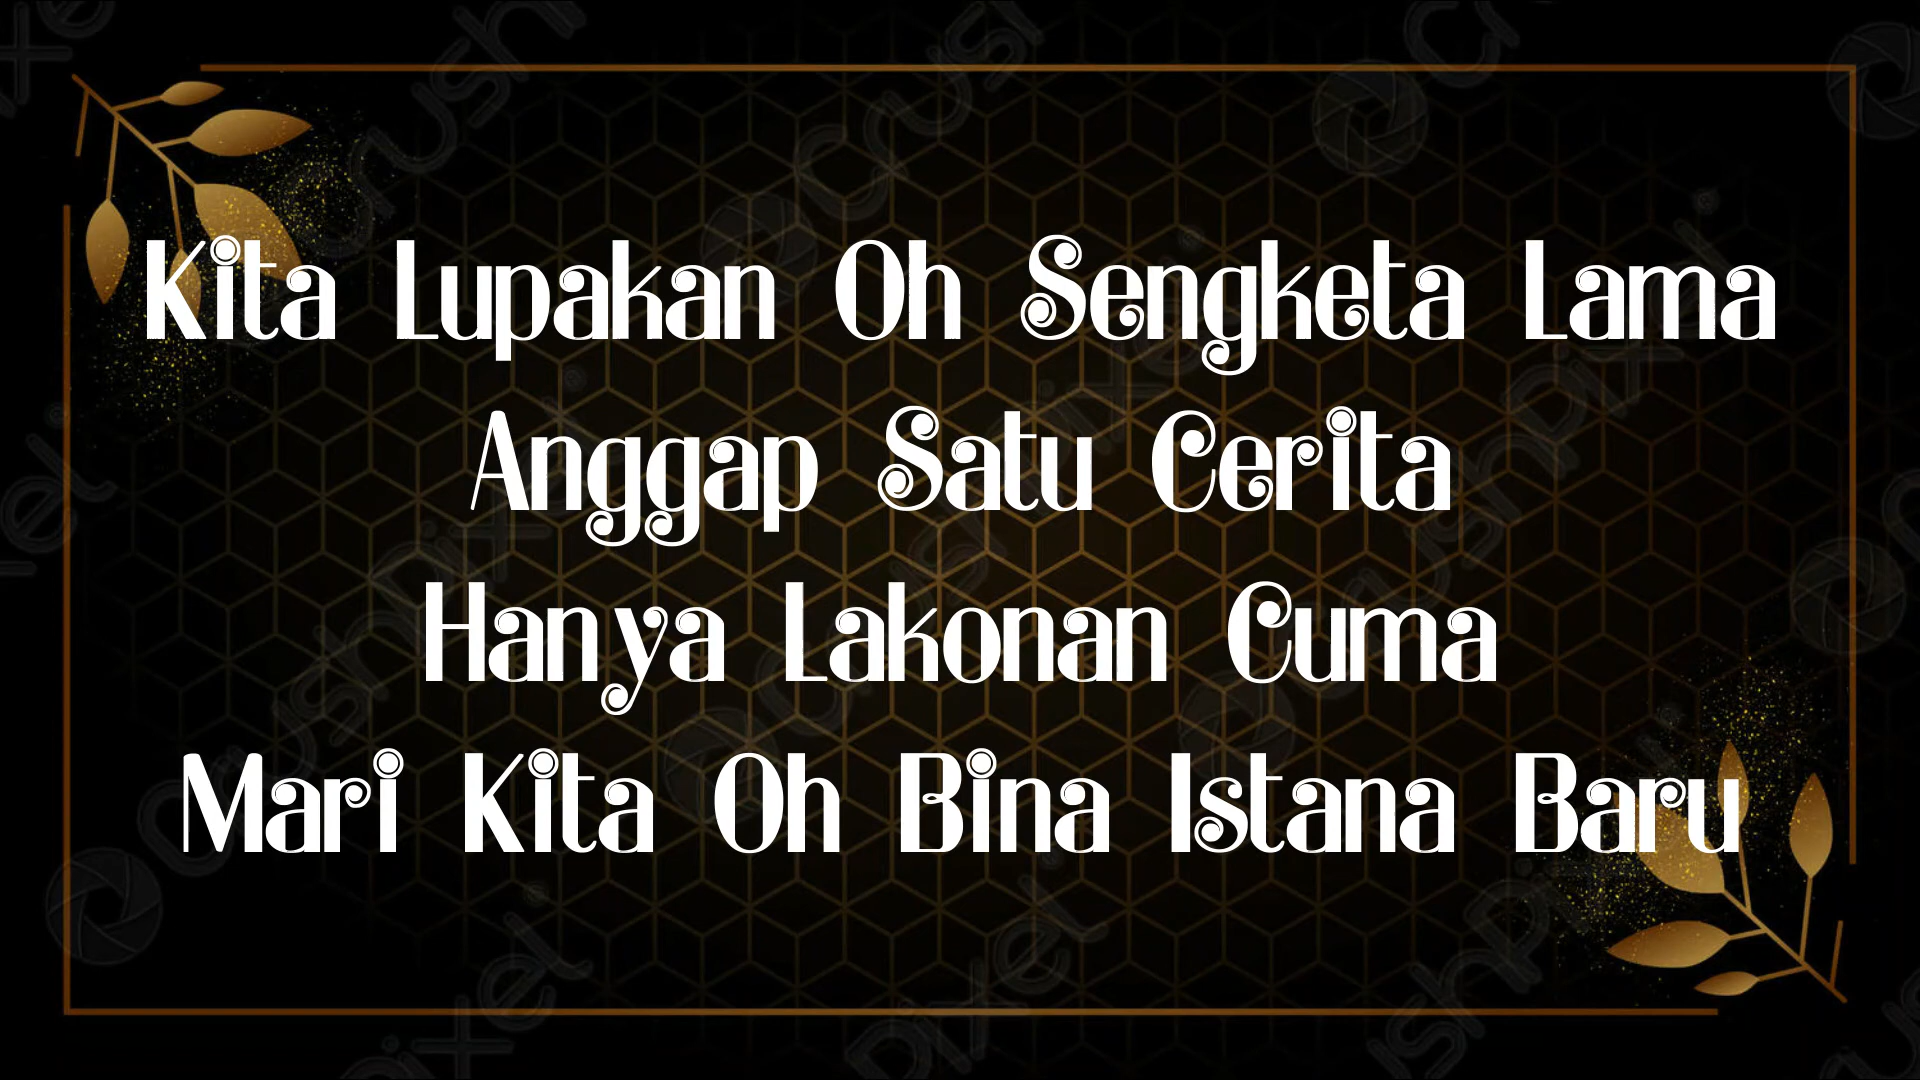 Kita Lupakan Oh Sengketa Lama
Anggap Satu Cerita
Hanya Lakonan Cuma
Mari Kita Oh Bina Istana Baru